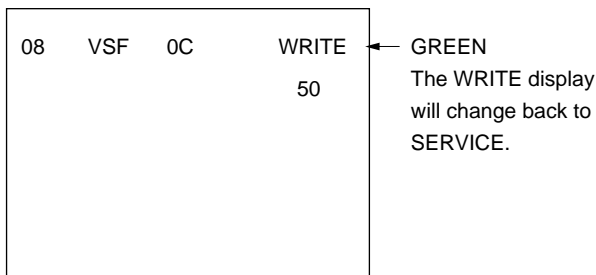 08 VSF 0C WRITE
50
GREEN
The WRITE display
will change back to
SERVICE.